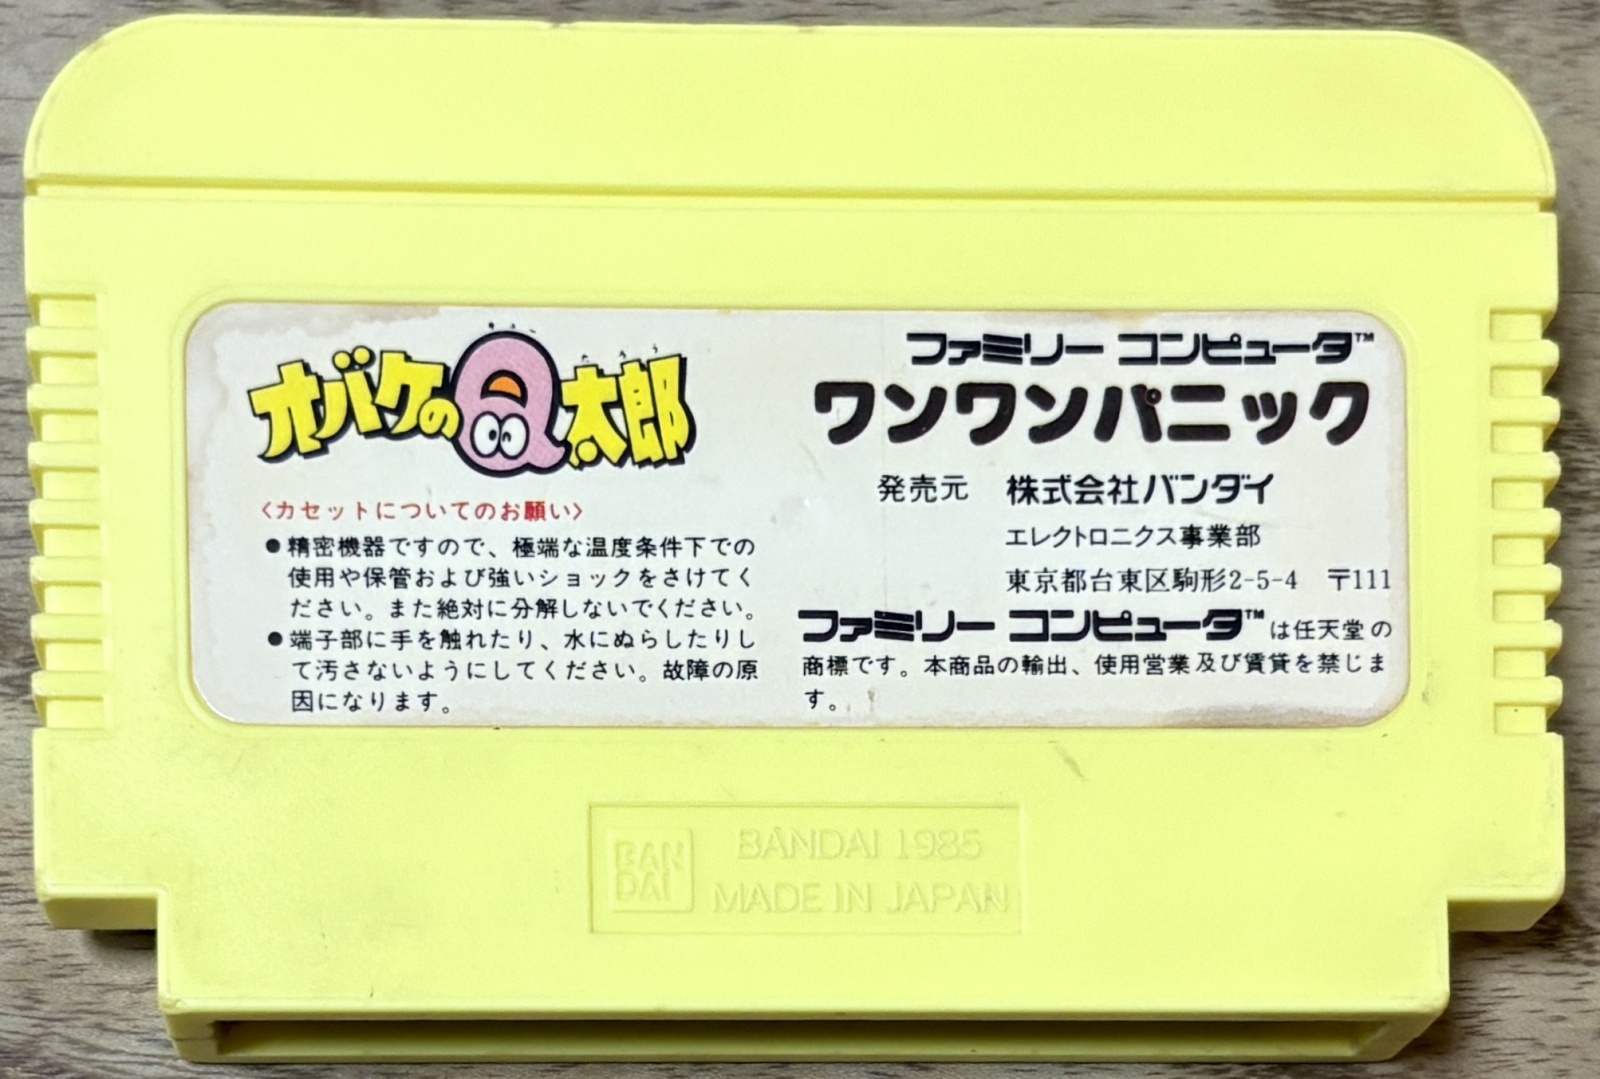 オバケのQ太郎
きゅー
たろう
<カセットについてのお願い>
●精密機器ですので、極端な温度条件下での
使用や保管および強いショックをさけてく
ださい。また絶対に分解しないでください。
●端子部に手を触れたり、水にぬらしたりし
て汚さないようにしてください。故障の原
因になります。
ファミリー コンピュータ™
ワンワンパニック
発売元 株式会社バンダイ
エレクトロニクス事業部
東京都台東区駒形2-5-4 〒111
ファミリー コンピュータ™は任天堂の
商標です。本商品の輸出、使用営業及び賃貸を禁じま
す。
BAN
DAI
BANDAI 1985
MADE IN JAPAN